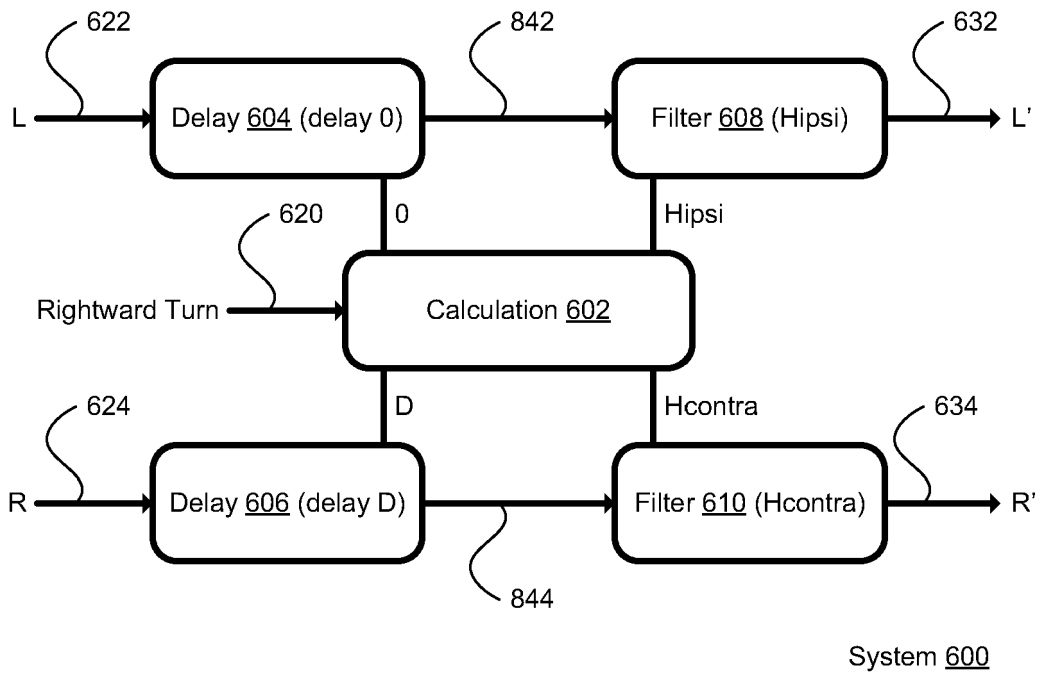 622
842
632
L
Delay 604 (delay 0)
Filter 608 (Hipsi)
L’
0
Hipsi
620
Rightward Turn
Calculation 602
D
Hcontra
624
634
R
Delay 606 (delay D)
Filter 610 (Hcontra)
R’
844
System 600